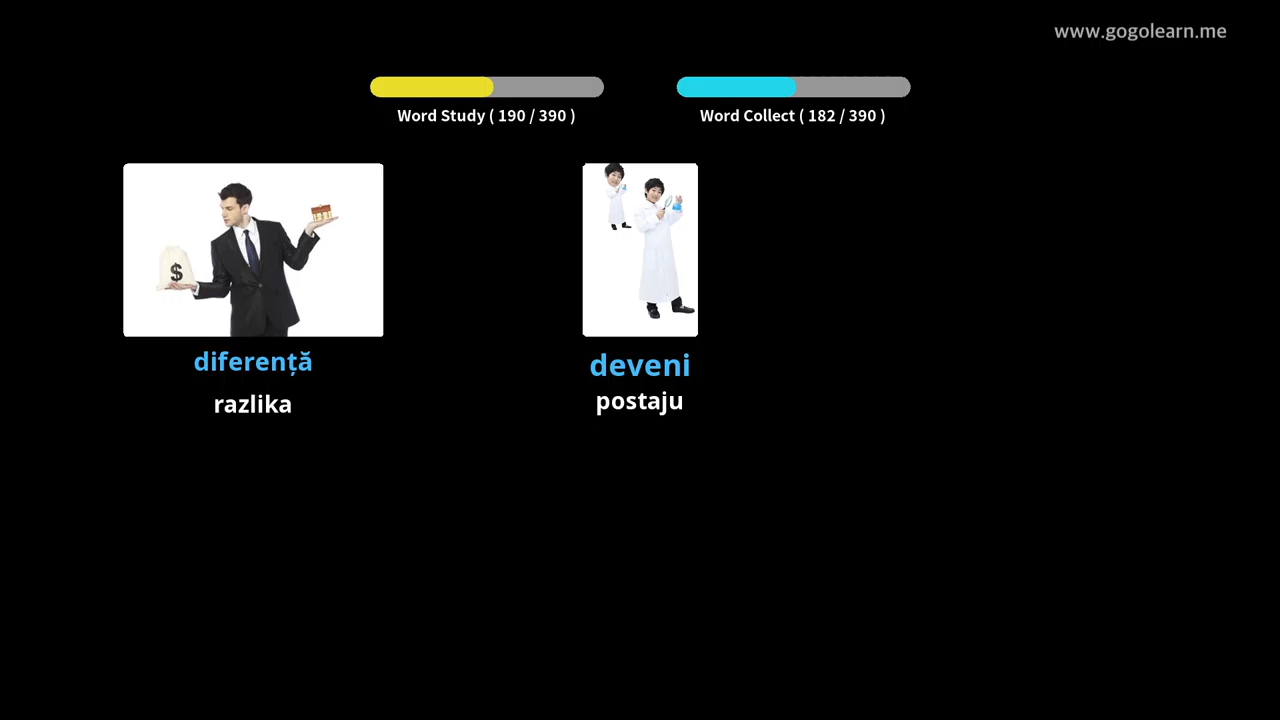 www.gogolearn.me
Word Study ( 190 / 390 )
Word Collect ( 182 / 390 )
$
diferență
razlika
deveni
postaju